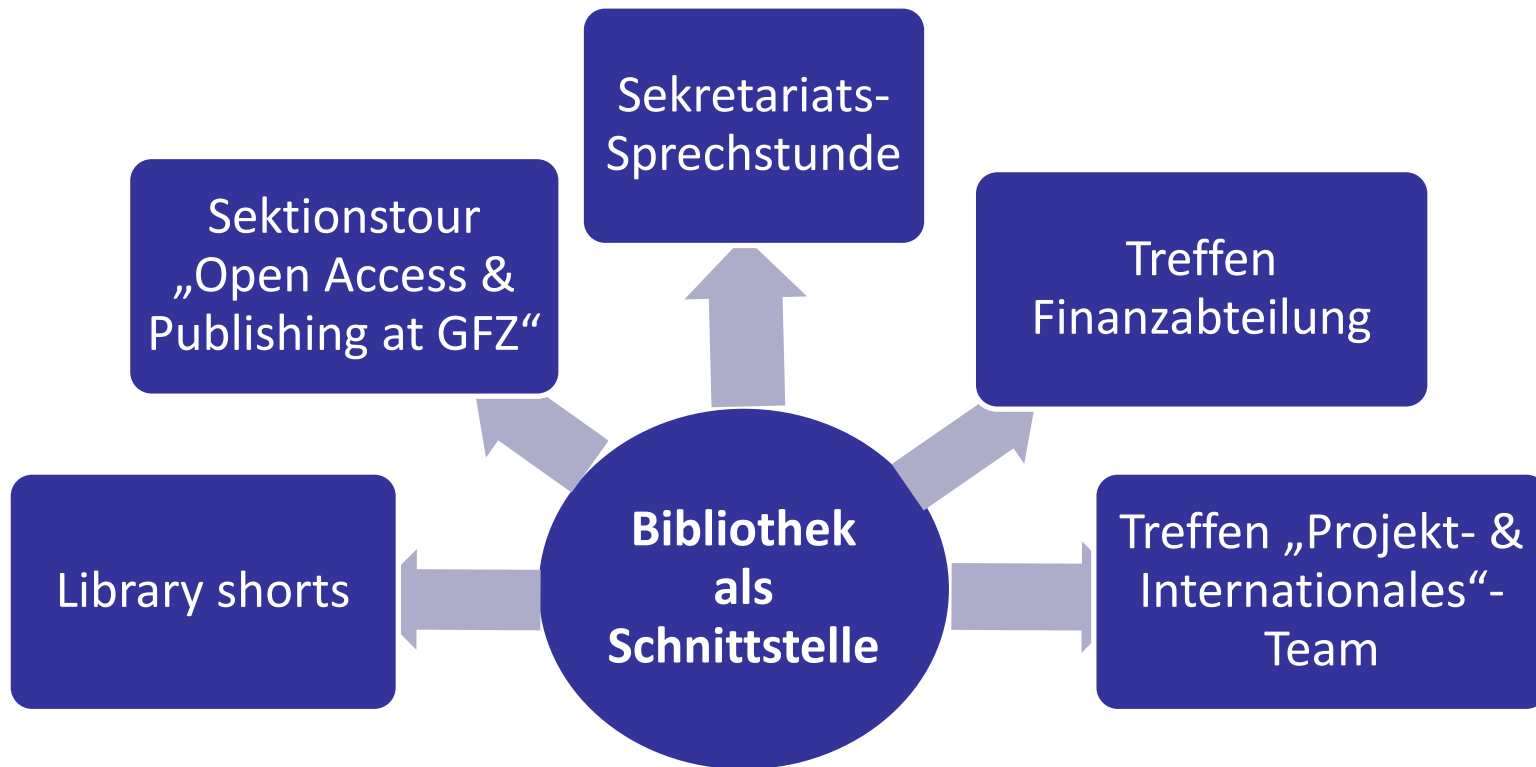 Sekretariats-
Sprechstunde
Sektionstour
„Open Access &
Publishing at GFZ“
Treffen
Finanzabteilung
Library shorts
Bibliothek
als
Schnittstelle
Treffen „Projekt- &
Internationales“-
Team